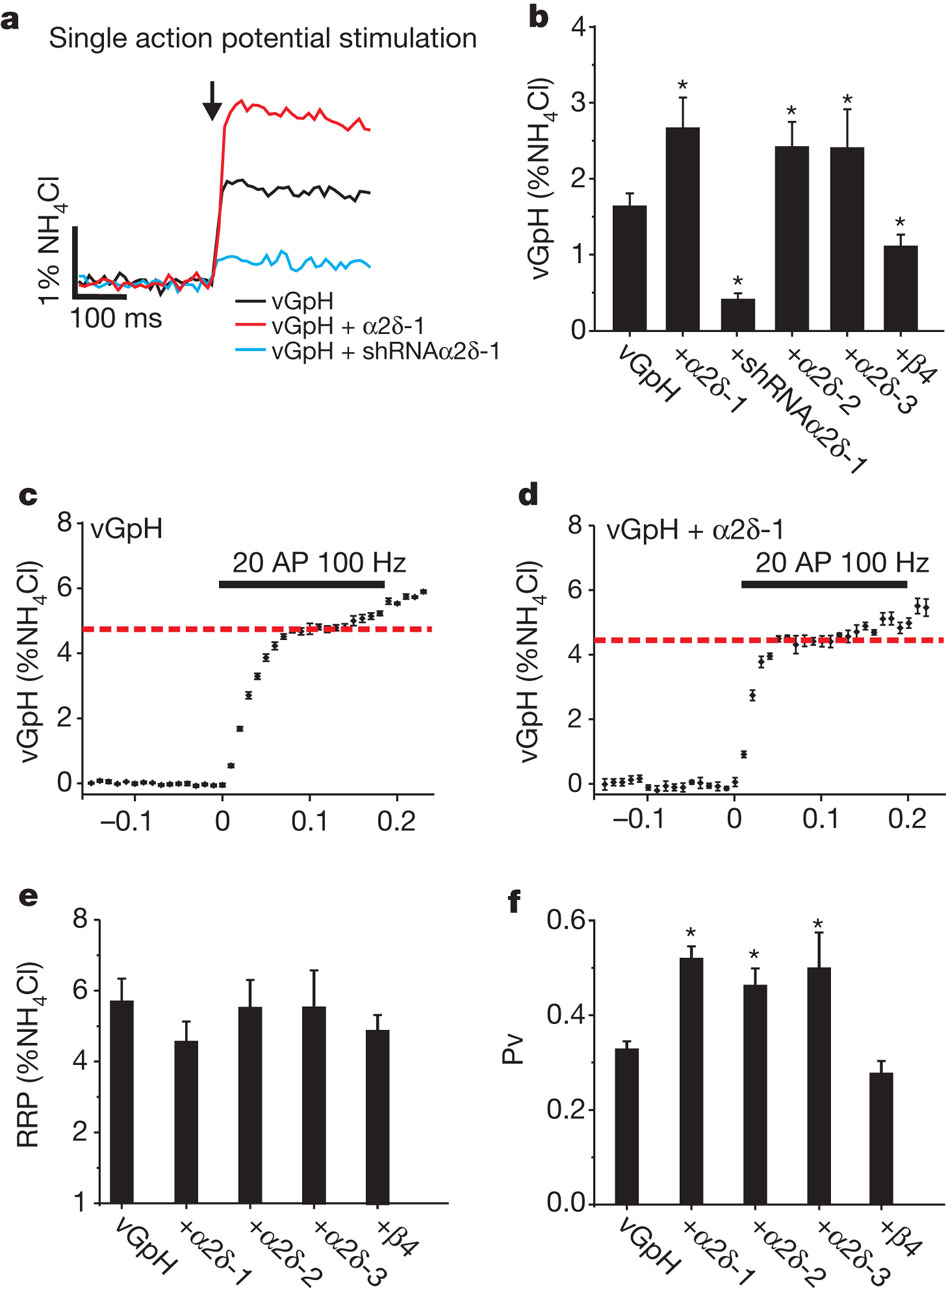 a
Single action potential stimulation
1% NH4Cl
100 ms
vGpH
vGpH + α2δ-1
vGpH + shRNAα2δ-1
b
vGpH (%NH4Cl)
4
3
2
1
0
* * * * *
vGpH
+α2δ-1
+shRNAα2δ-1
+α2δ-2
+α2δ-3
+β4
c
vGpH
20 AP 100 Hz
vGpH (%NH4Cl)
8
6
4
2
0
–0.1 0 0.1 0.2
d
vGpH + α2δ-1
20 AP 100 Hz
vGpH (%NH4Cl)
8
6
4
2
0
–0.1 0 0.1 0.2
e
RRP (%NH4Cl)
8
6
4
2
1
vGpH
+α2δ-1
+α2δ-2
+α2δ-3
+β4
f
Pv
0.6
0.4
0.2
0.0
* * *
vGpH
+α2δ-1
+α2δ-2
+α2δ-3
+β4